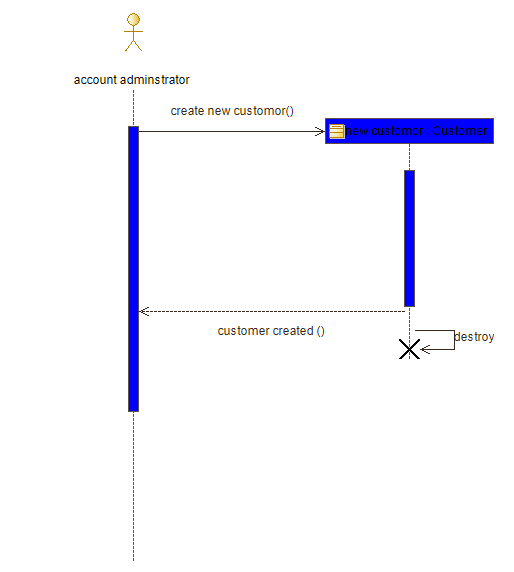 account adminstrator
create new customor()
new customer : Customer
customer created ()
destroy